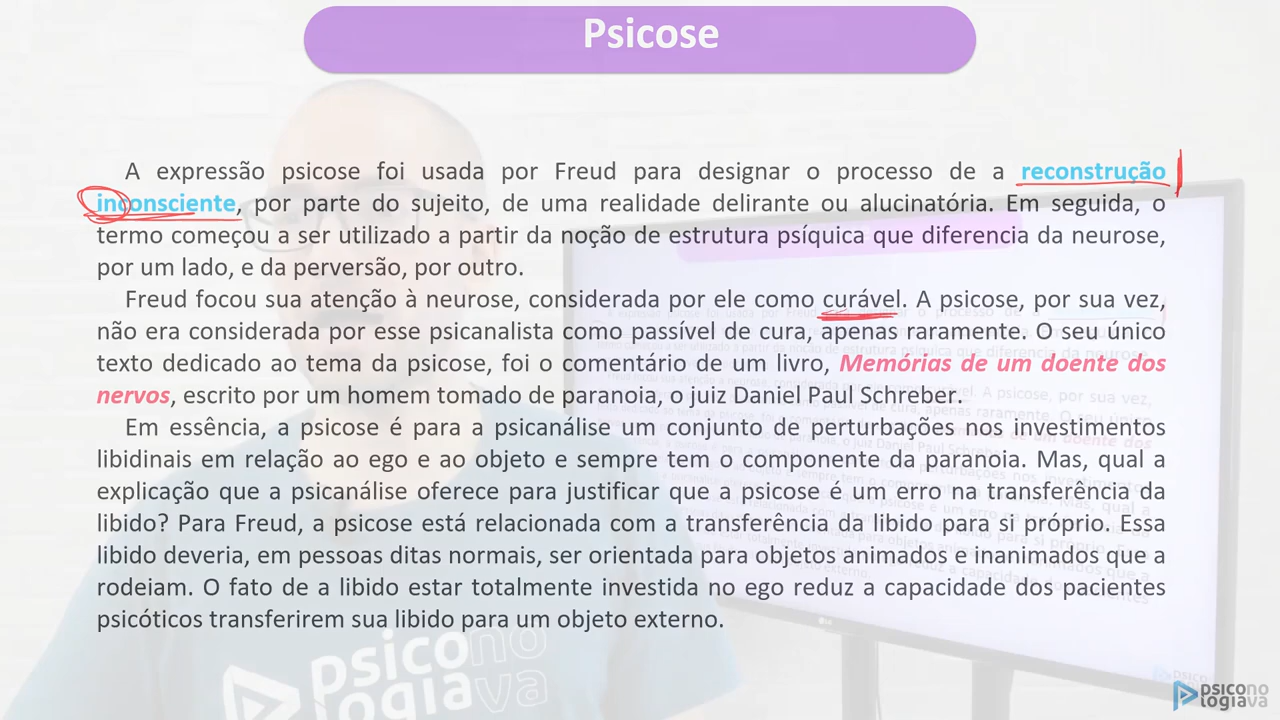 Psicose
A expressão psicose foi usada por Freud para designar o processo de a reconstrução
inconsciente, por parte do sujeito, de uma realidade delirante ou alucinatória. Em seguida, o
termo começou a ser utilizado a partir da noção de estrutura psíquica que diferencia da neurose,
por um lado, e da perversão, por outro.
Freud focou sua atenção à neurose, considerada por ele como curável. A psicose, por sua vez,
não era considerada por esse psicanalista como passível de cura, apenas raramente. O seu único
texto dedicado ao tema da psicose, foi o comentário de um livro, Memórias de um doente dos
nervos, escrito por um homem tomado de paranoia, o juiz Daniel Paul Schreber.
Em essência, a psicose é para a psicanálise um conjunto de perturbações nos investimentos
libidinais em relação ao ego e ao objeto e sempre tem o componente da paranoia. Mas, qual a
explicação que a psicanálise oferece para justificar que a psicose é um erro na transferência da
libido? Para Freud, a psicose está relacionada com a transferência da libido para si próprio. Essa
libido deveria, em pessoas ditas normais, ser orientada para objetos animados e inanimados que a
rodeiam. O fato de a libido estar totalmente investida no ego reduz a capacidade dos pacientes
psicóticos transferirem sua libido para um objeto externo.
LG
psicono
logiava
psicono
logiava